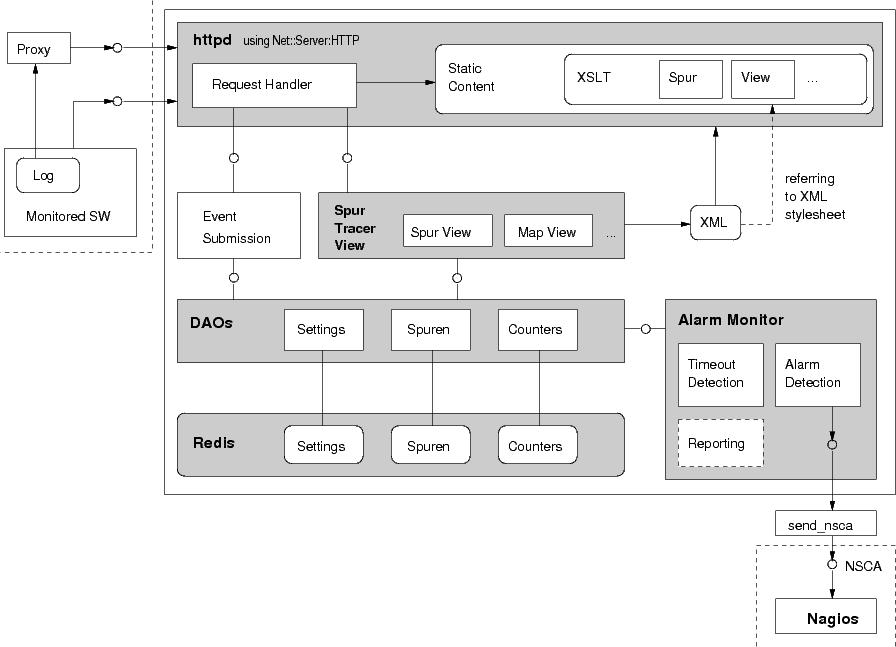 httpd using Net::Server:HTTP
Proxy
Request Handler
Static
Content
XSLT
Spur
View
...
Log
Monitored SW
Event
Submission
Spur
Tracer
View
Spur View
Map View
...
XML
referring
to XML
stylesheet
DAOs
Settings
Spuren
Counters
Alarm Monitor
Timeout
Detection
Alarm
Detection
Reporting
Redis
Settings
Spuren
Counters
send_nsca
NSCA
Nagios